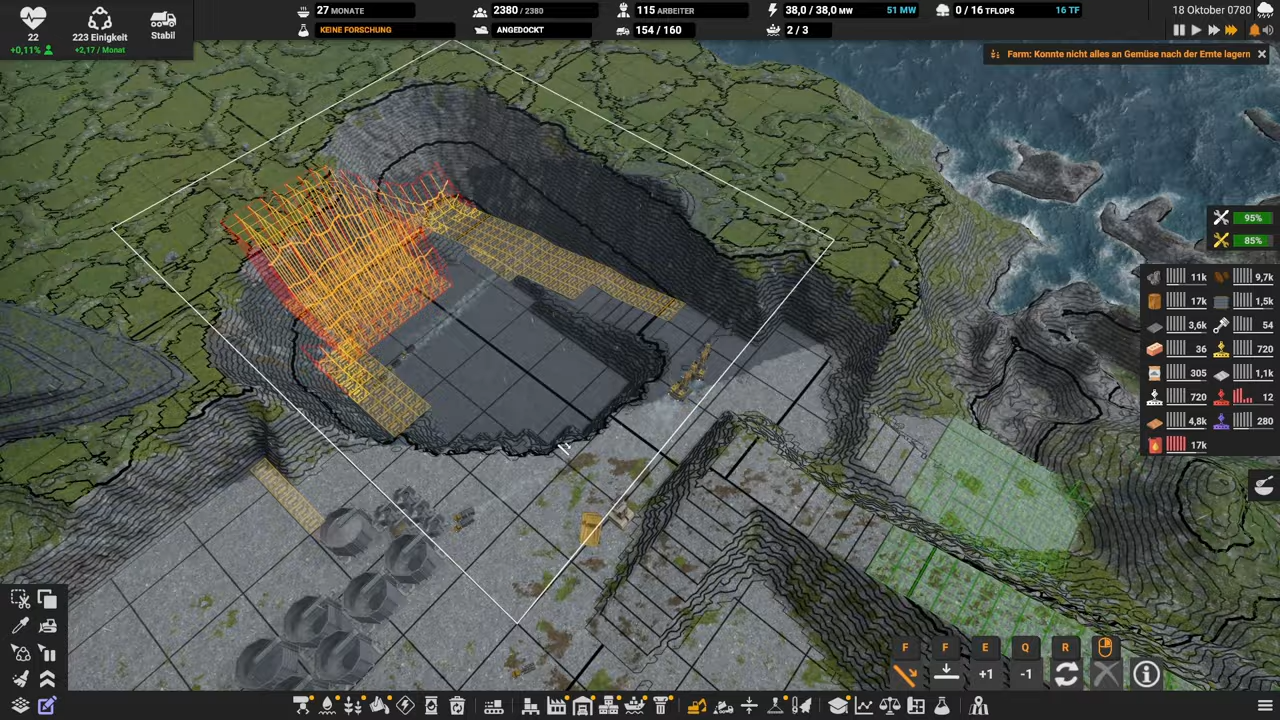 22
+0,11%
223 Einigkeit
+2,17 / Monat
Stabil
27 MONATE
KEINE FORSCHUNG
2380 / 2380
ANGEDOCKT
115 ARBEITER
154 / 160
38,0 / 38,0 MW 51 MW
2 / 3
0 / 16 TFLOPS 16 TF
18 Oktober 0780
Farm: Konnte nicht alles an Gemüse nach der Ernte lagern
95%
85%
11k 9,7k
17k 1,5k
3,6k 54
36 720
305 1,1k
720 12
4,8k 280
17k
F F E Q R
+1 -1